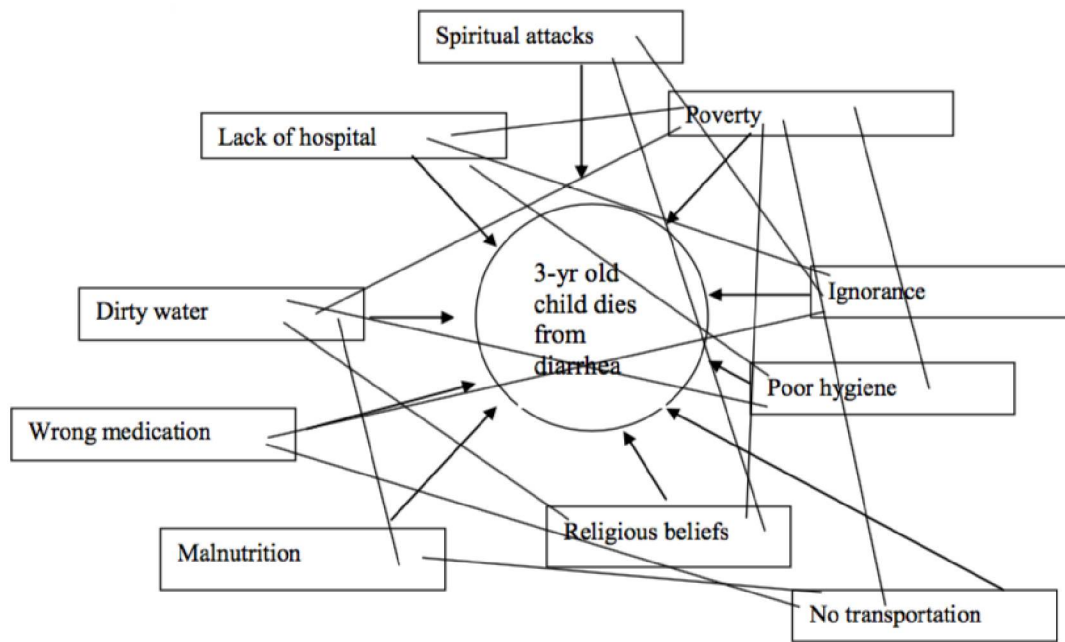 Spiritual attacks
Poverty
Lack of hospital
3-yr old
child dies
from
diarrhea
Ignorance
Dirty water
Poor hygiene
Wrong medication
Religious beliefs
Malnutrition
No transportation